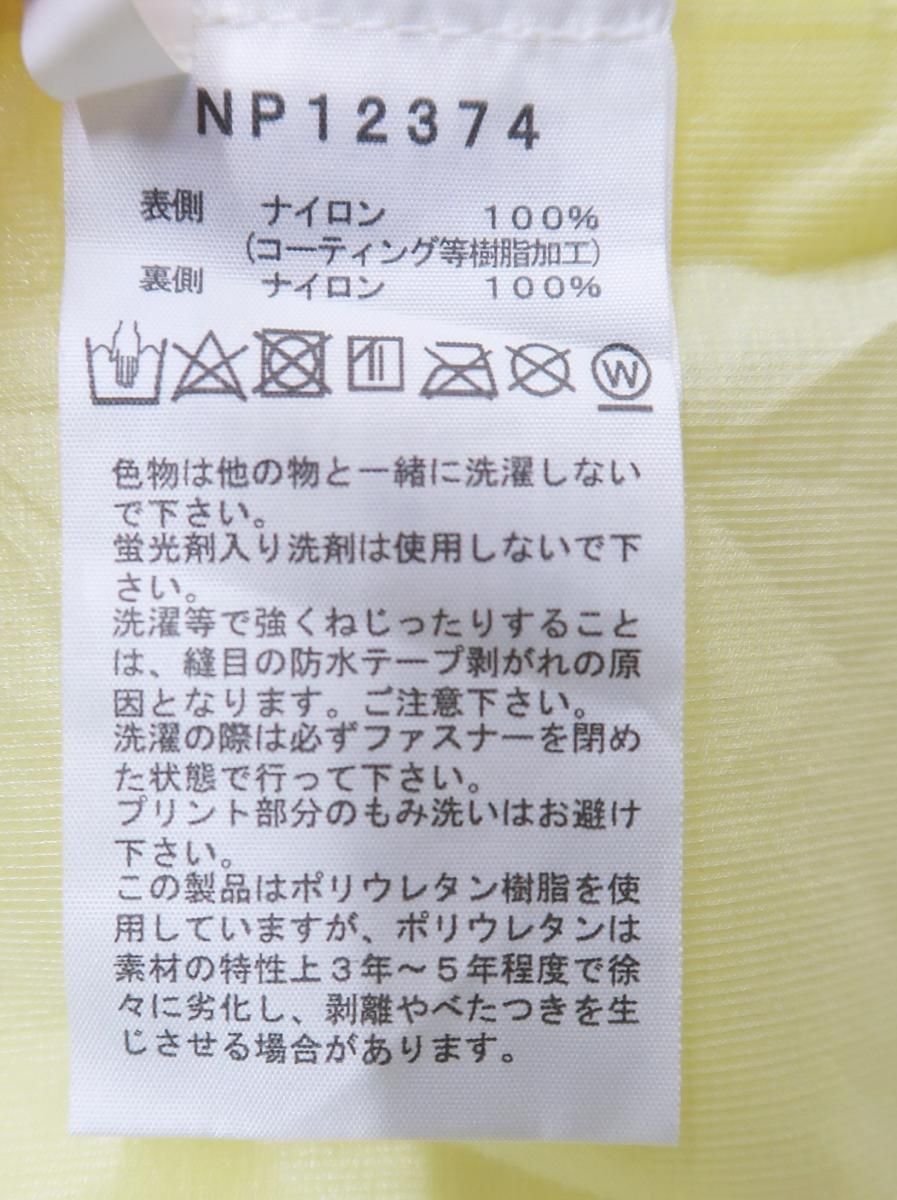 NP12374
表側 ナイロン 100%
(コーティング等樹脂加工)
裏側 ナイロン 100%
W
色物は他の物と一緒に洗濯しない
で下さい。
蛍光剤入り洗剤は使用しないで下
さい。
洗濯等で強くねじったりすること
は、縫目の防水テープ剥がれの原
因となります。ご注意下さい。
洗濯の際は必ずファスナーを閉め
た状態で行って下さい。
プリント部分のもみ洗いはお避け
下さい。
この製品はポリウレタン樹脂を使
用していますが、ポリウレタンは
素材の特性上3年～5年程度で徐
々に劣化し、剥離やべたつきを生
じさせる場合があります。